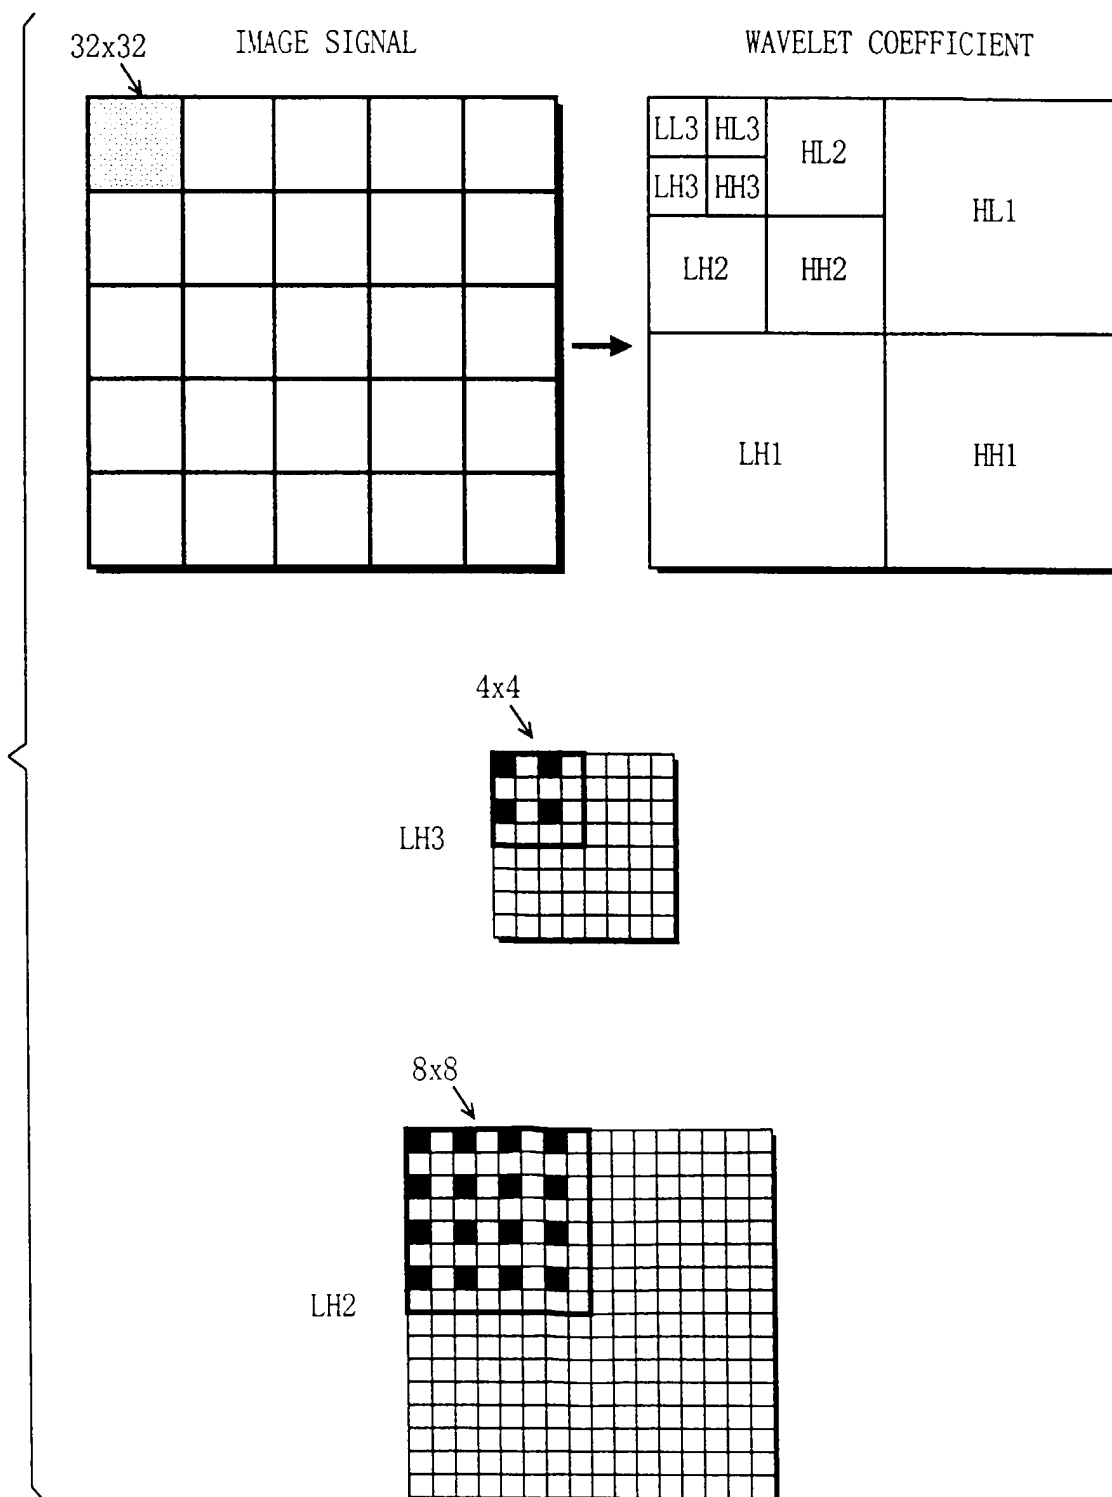 32x32
IMAGE SIGNAL
WAVELET COEFFICIENT
LL3 HL3
HL2
LH3 HH3
HL1
LH2 HH2
LH1 HH1
4x4
LH3
8x8
LH2